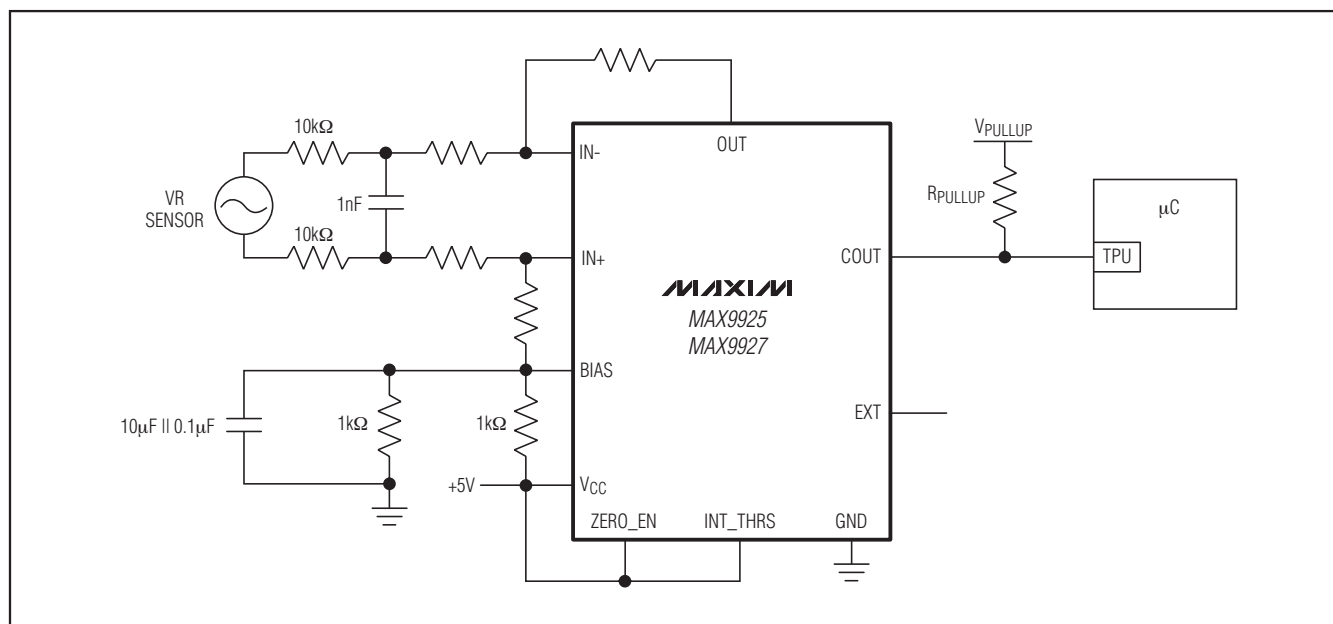 OUT
10kΩ
IN-
VR
SENSOR
1nF
10kΩ
IN+
VPULLUP
RPULLUP
µC
COUT
TPU
MAXIM
MAX9925
MAX9927
BIAS
10µF II 0.1µF
1kΩ
1kΩ
EXT
+5V
VCC
ZERO_EN
INT_THRS
GND